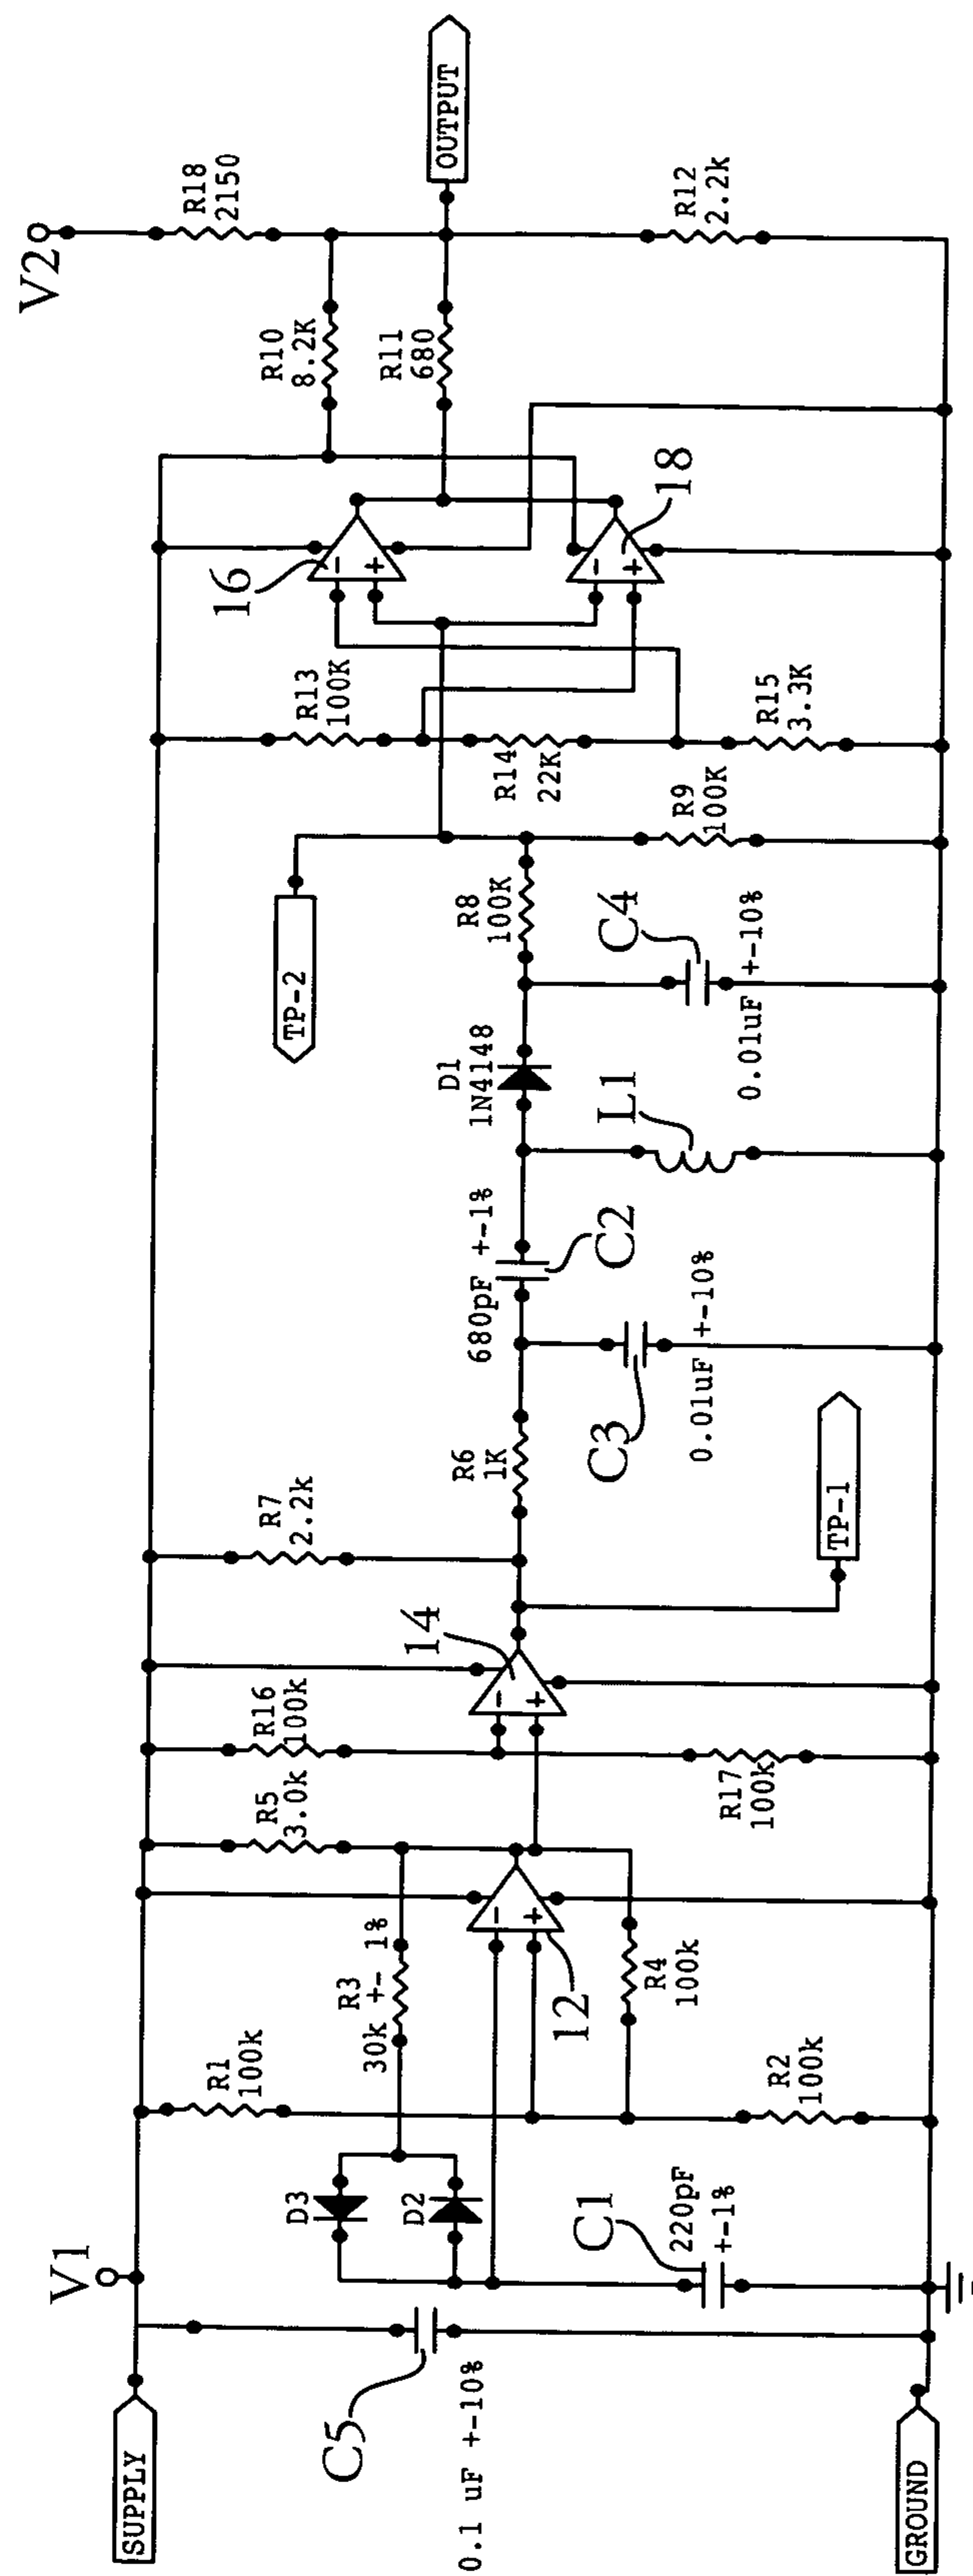 SUPPLY
V1
C5
0.1 uF +-10%
GROUND
D3
D2
C1
220pF
+-1%
R1
100k
R3
30k +- 1%
R2
100k
R4
100k
12
-
+
R5
3.0k
R16
100k
R17
100k
14
-
+
R7
2.2k
TP-1
R6
1K
C3
0.01uF +-10%
680pF +-1%
C2
L1
D1
1N4148
C4
0.01uF +-10%
TP-2
R8
100K
R9
100K
R13
100K
R14
22K
R15
3.3K
16
-
+
18
-
+
R10
8.2K
R11
680
V2
R18
2150
R12
2.2k
OUTPUT